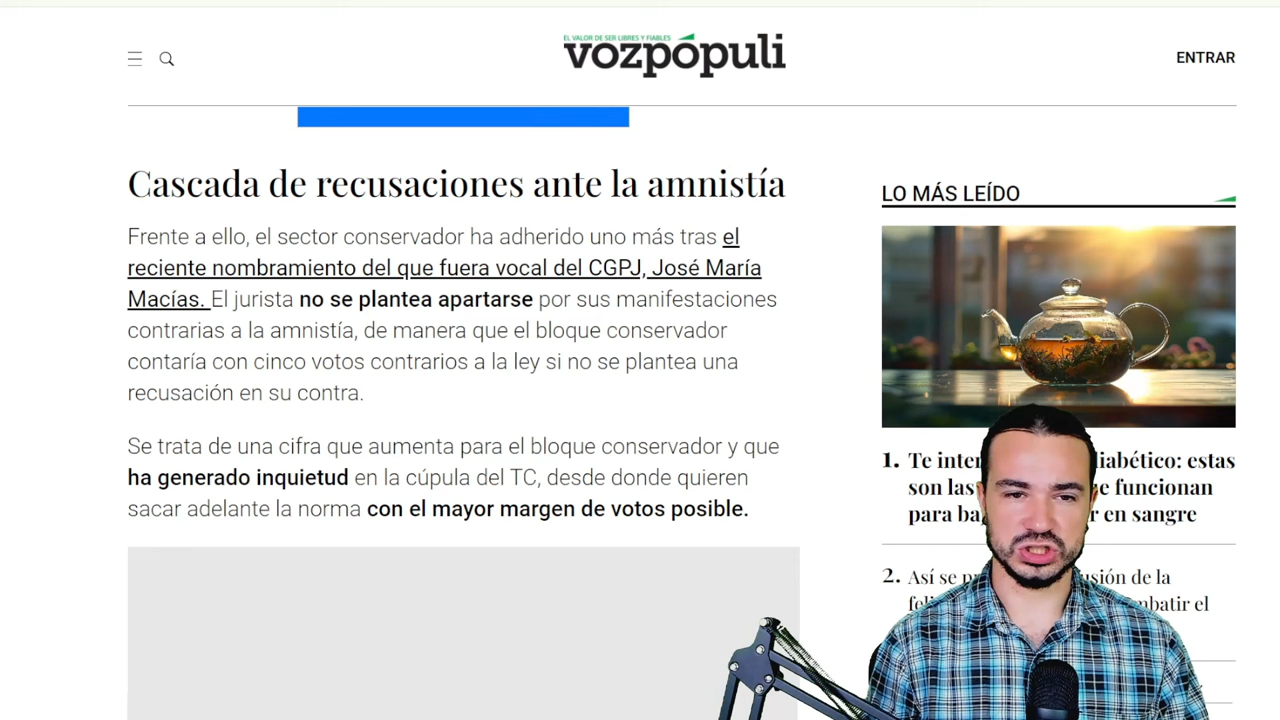 EL VALOR DE SER LIBRES Y FIABLES
vozpópuli
ENTRAR
Cascada de recusaciones ante la amnistía
Frente a ello, el sector conservador ha adherido uno más tras el
reciente nombramiento del que fuera vocal del CGPJ, José María
Macías. El jurista no se plantea apartarse por sus manifestaciones
contrarias a la amnistía, de manera que el bloque conservador
contaría con cinco votos contrarios a la ley si no se plantea una
recusación en su contra.
Se trata de una cifra que aumenta para el bloque conservador y que
ha generado inquietud en la cúpula del TC, desde donde quieren
sacar adelante la norma con el mayor margen de votos posible.
LO MÁS LEÍDO
1. Te iabético: estas
son las funcionan
para en sangre
2. Así se de la
el